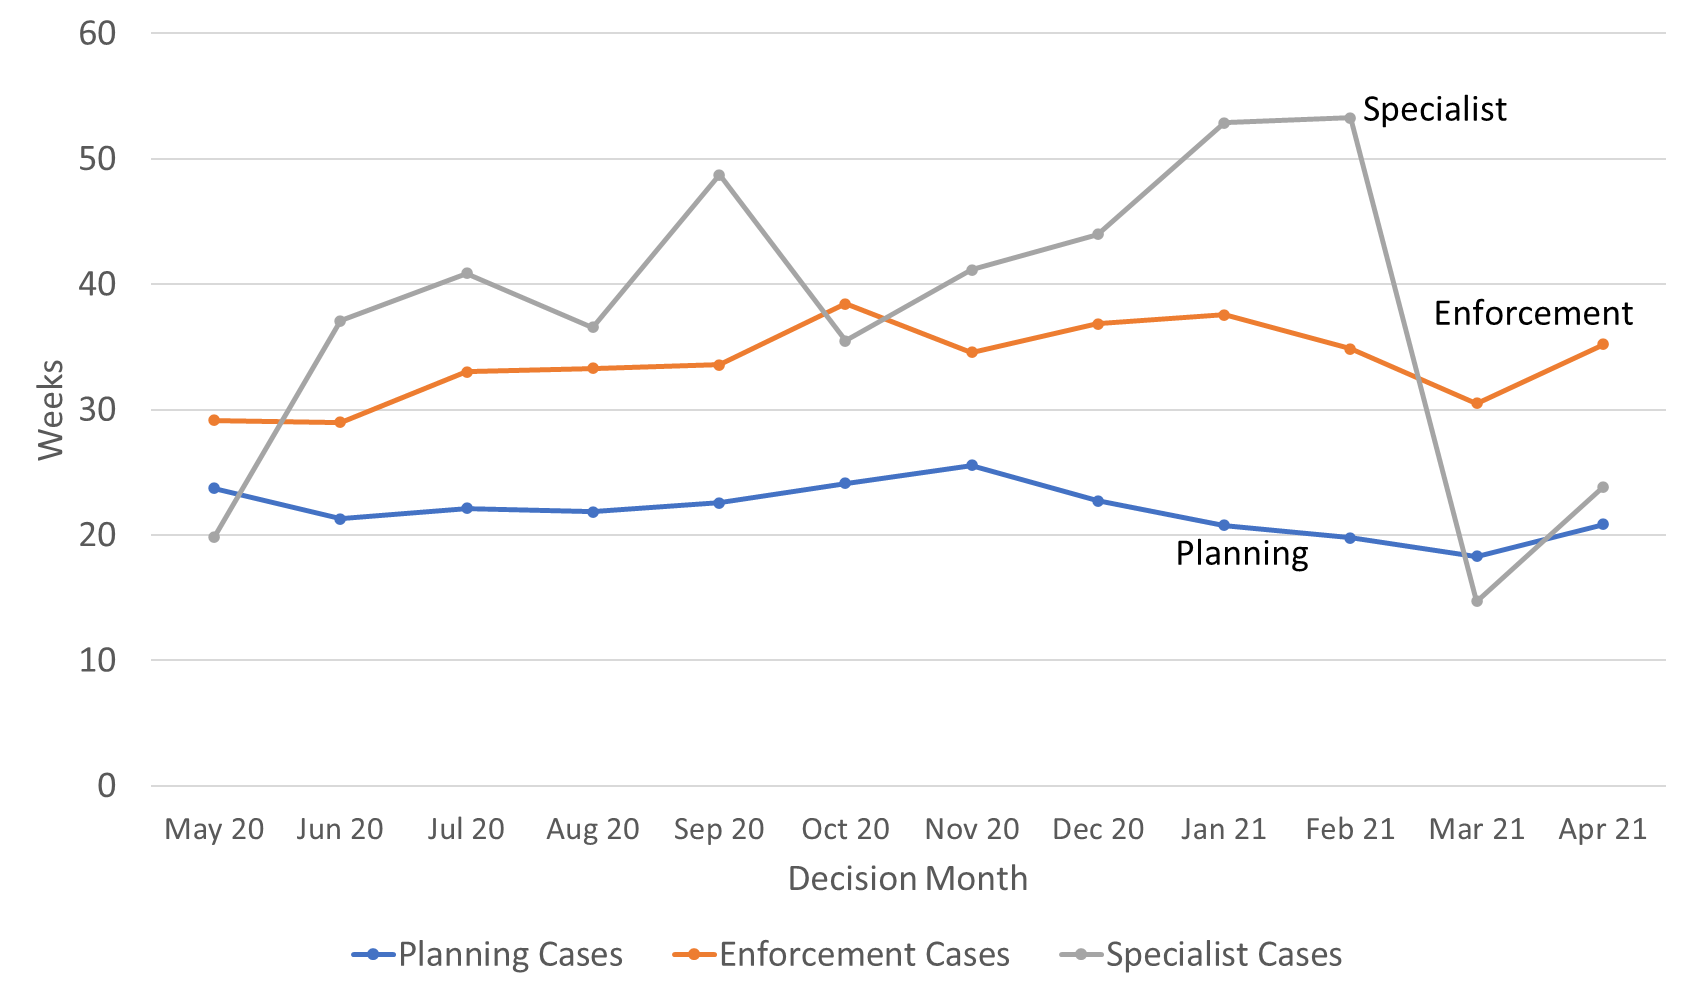 60
Specialist
50
40
Enforcement
30
Weeks
20
Planning
10
0
May 20 Jun 20 Jul 20 Aug 20 Sep 20 Oct 20 Nov 20 Dec 20 Jan 21 Feb 21 Mar 21 Apr 21
Decision Month
Planning Cases Enforcement Cases Specialist Cases